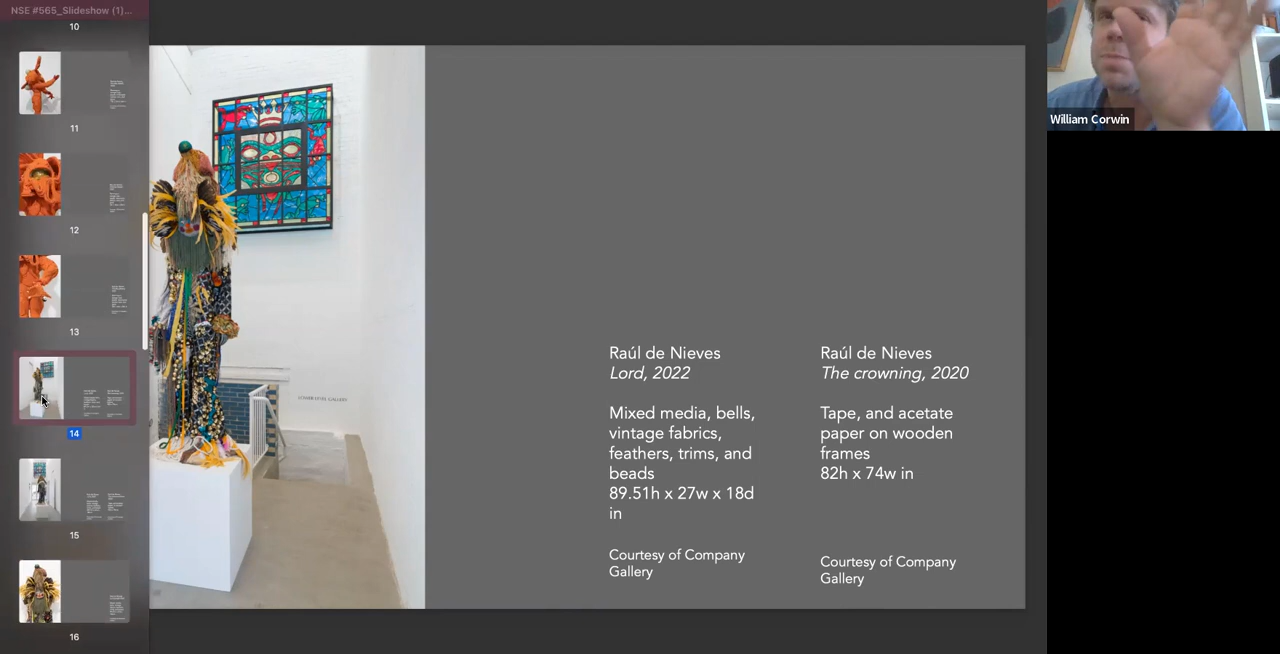 NSE #565_Slideshow (1)...
10
11
12
13
14
15
16
Raúl de Nieves
Lord, 2022
Mixed media, bells,
vintage fabrics,
feathers, trims, and
beads
89.51h x 27w x 18d
in
Courtesy of Company
Gallery
Raúl de Nieves
The crowning, 2020
Tape, and acetate
paper on wooden
frames
82h x 74w in
Courtesy of Company
Gallery
William Corwin